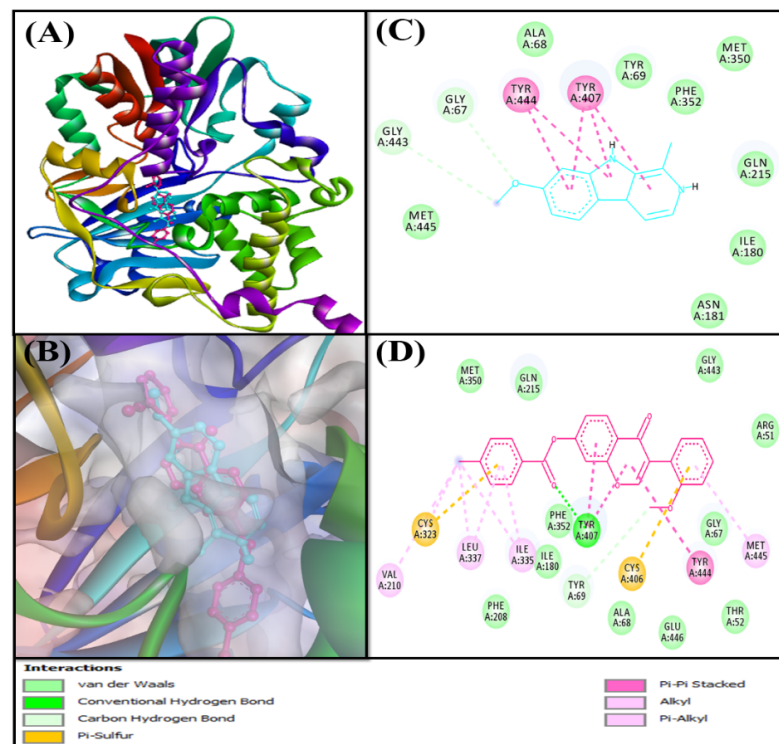 (A)
(C)
ALA
A:68
MET
A:350
TYR
A:69
TYR
A:444
TYR
A:407
PHE
A:352
GLY
A:67
GLY
A:443
H
N
GLN
A:215
O
N
H
MET
A:445
ILE
A:180
ASN
A:181
(B)
(D)
MET
A:350
GLN
A:215
GLY
A:443
O
ARG
A:51
O
O
O
CYS
A:323
PHE
A:352
TYR
A:407
GLY
A:67
LEU
A:337
ILE
A:335
ILE
A:180
MET
A:445
VAL
A:210
TYR
A:69
CYS
A:406
TYR
A:444
PHE
A:208
ALA
A:68
GLU
A:446
THR
A:52
Interactions
van der Waals
Conventional Hydrogen Bond
Carbon Hydrogen Bond
Pi-Sulfur
Pi-Pi Stacked
Alkyl
Pi-Alkyl